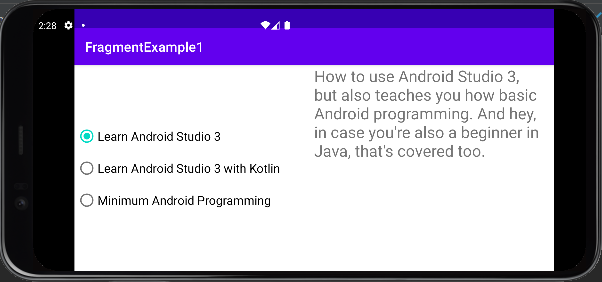 2:28
FragmentExample1
Learn Android Studio 3
Learn Android Studio 3 with Kotlin
Minimum Android Programming
How to use Android Studio 3,
but also teaches you how basic
Android programming. And hey,
in case you're also a beginner in
Java, that's covered too.